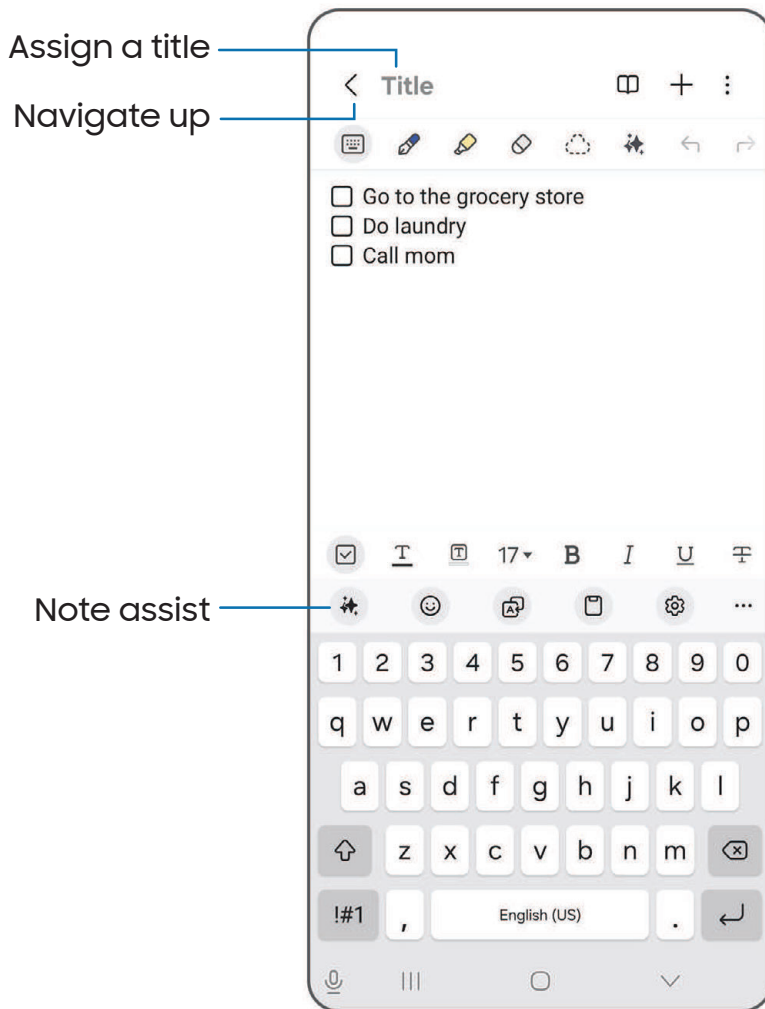 Assign a title
Title
Navigate up
Go to the grocery store
Do laundry
Call mom
T T 17 B I U T
Note assist
A
1 2 3 4 5 6 7 8 9 0
q w e r t y u i o p
a s d f g h j k l
z x c v b n m
!#1 , English (US) .